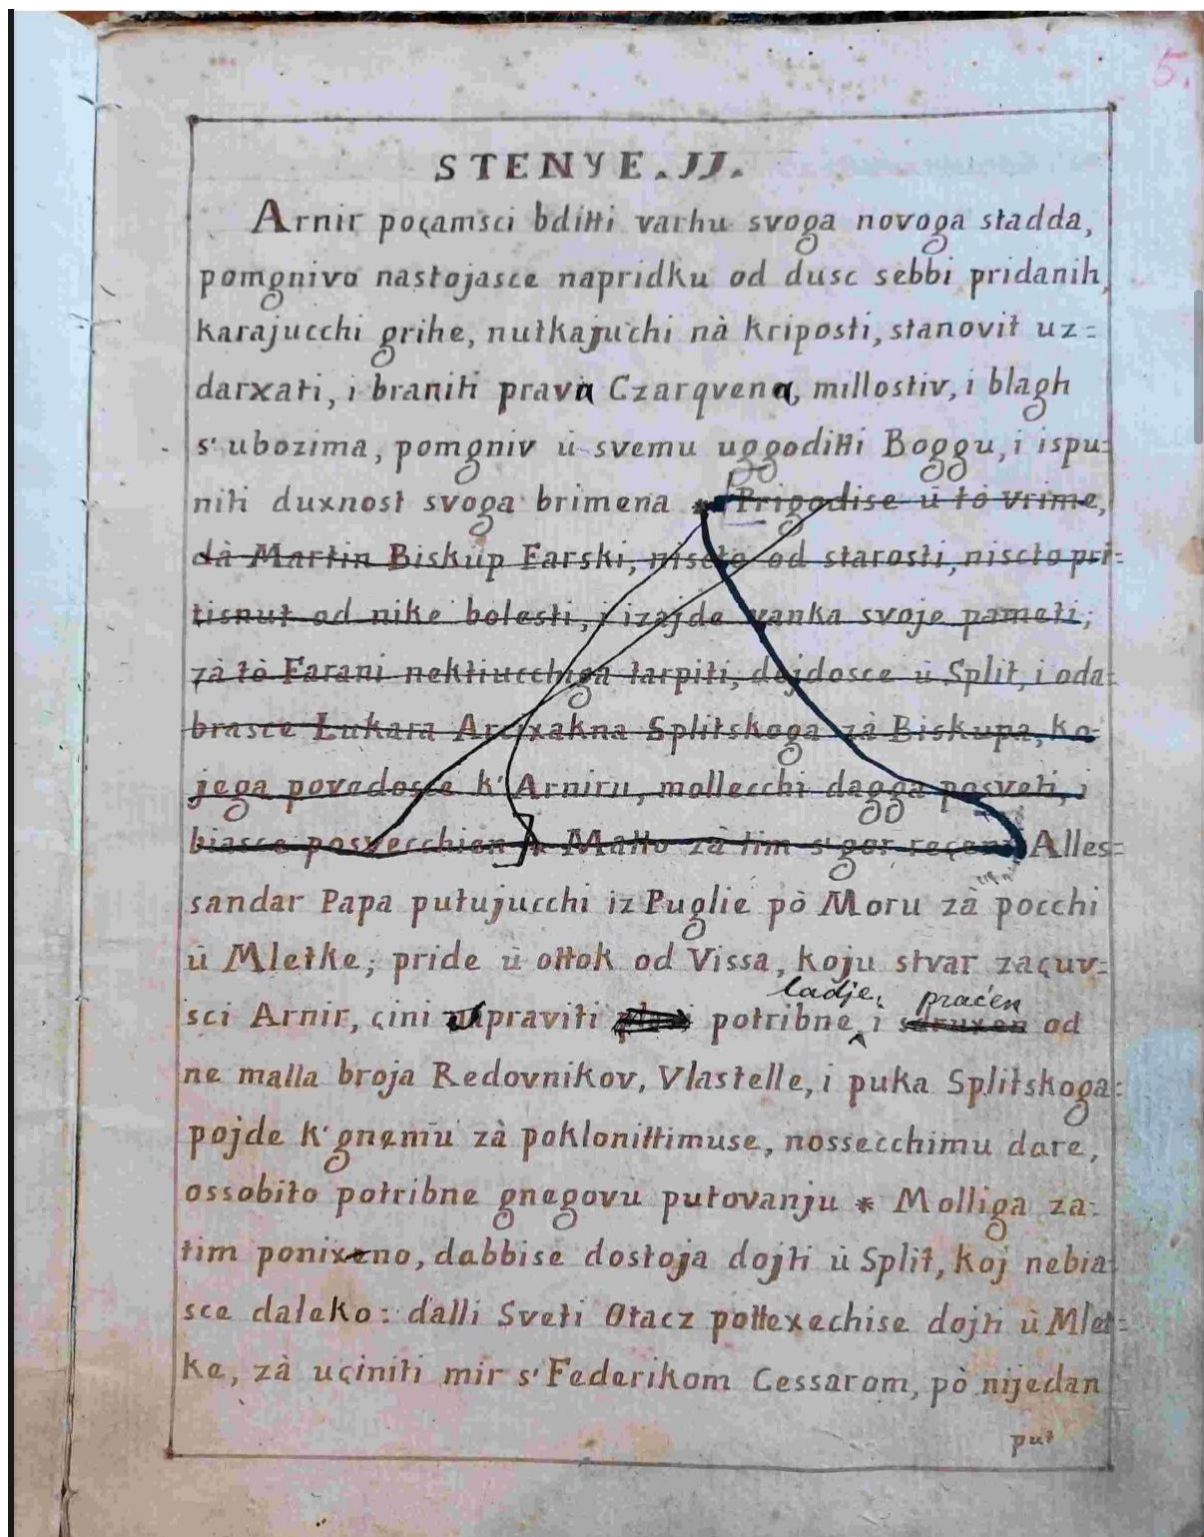 5.
STENYE. JJ.
Arnir poçamsci bditti varhu svoga novoga stadda,
pomgnivo nastojasce napridku od dusc sebbi pridanih,
karajucchi grihe, nutkajuchi nà kriposti, stanovit uz=
darxati, i braniti prava Czarqvena, millostiv, i blagh
s' ubozima, pomgniv ù svemu uggoditti Boggu, i ispu=
niti duxnost svoga brimena * [Prigodise ù tò vrime,
dà Martin Biskup Farski, niscto od starosti, niscto pri=
tisnut od nike bolesti, i izajde vanka svoje pameti;
zà tò Farani nektiucchiga tarpiti, dojdosce ù Split, i oda=
brasce Lukara Arcixakna Splitskoga zà Biskupa, ko=
jega povedosce k' Arniru, mollecchi dagga posveti, i
biasce posvecchien] * Mallo zà tim s' gor reçeni Alles=
sandar Papa putujucchi iz Puglie pò Moru zà pocchi
ù Mletke; pride ù ottok od Vissa, koju stvar zaçuv=
ladje, praćen
sci Arnir, çini praviti potribne, i sdruxen od
ne malla broja Redovnikov, Vlastelle, i puka Splitskoga=
pojde k' gnemu zà poklonittimuse, nossecchimu dare,
ossobito potribne gnegovu putovanju * Molliga za=
tim ponixeno, dabbise dostoja dojti ù Split, koj nebia=
sce daleko: dalli Sveti Otacz pottexechise dojti ù Mlet=
ke, zà uçiniti mir s' Federikom Cessarom, pò nijedan
put